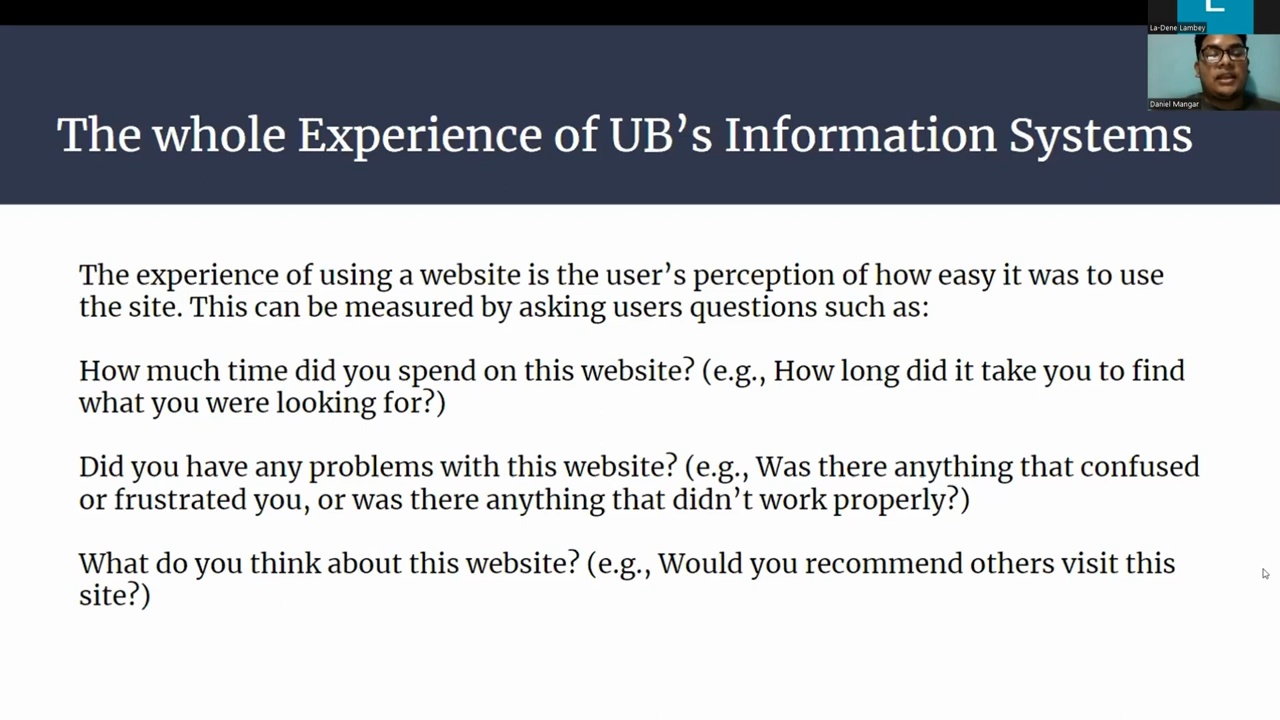 L
La-Dene Lambey
Daniel Mangar
The whole Experience of UB’s Information Systems
The experience of using a website is the user’s perception of how easy it was to use
the site. This can be measured by asking users questions such as:
How much time did you spend on this website? (e.g., How long did it take you to find
what you were looking for?)
Did you have any problems with this website? (e.g., Was there anything that confused
or frustrated you, or was there anything that didn’t work properly?)
What do you think about this website? (e.g., Would you recommend others visit this
site?)